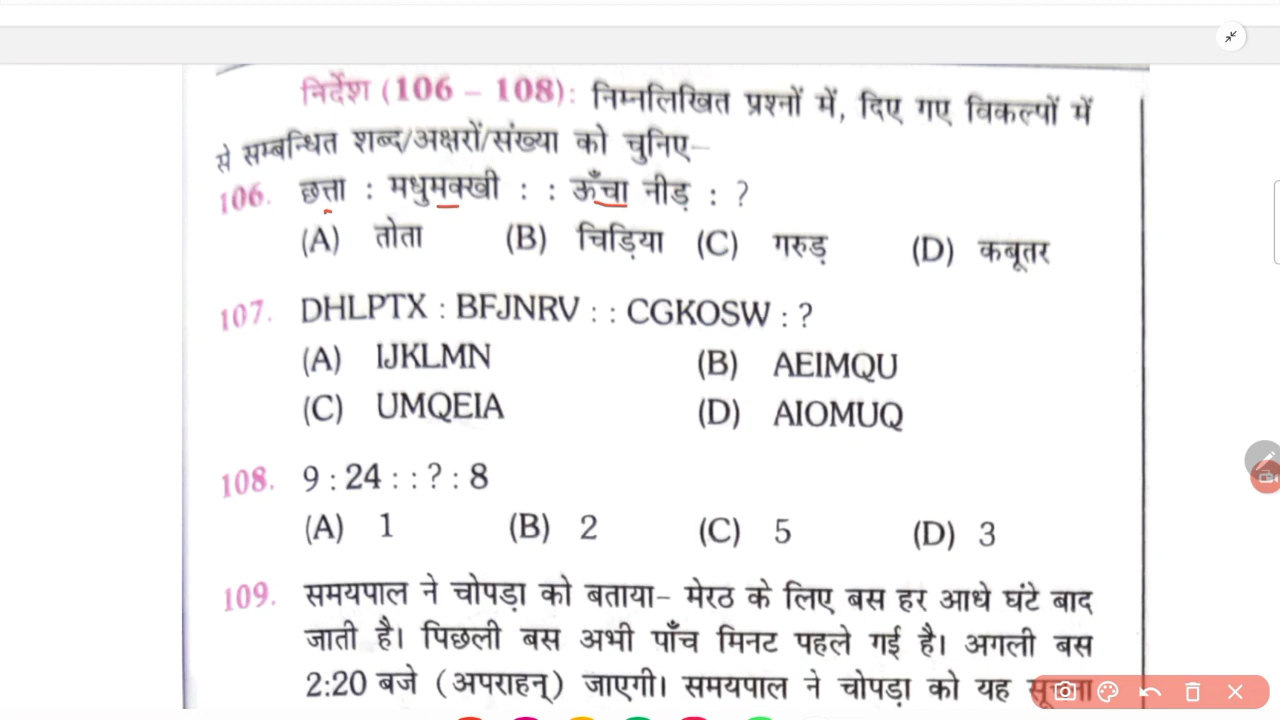 निर्देश (106 – 108): निम्नलिखित प्रश्नों में, दिए गए विकल्पों में
से सम्बन्धित शब्द/अक्षरों/संख्या को चुनिए–
106. छत्ता : मधुमक्खी : : ऊँचा नीड़ : ?
(A) तोता (B) चिड़िया (C) गरुड़ (D) कबूतर
107. DHLPTX : BFJNRV : : CGKOSW : ?
(A) IJKLMN (B) AEIMQU
(C) UMQEIA (D) AIOMUQ
108. 9 : 24 : : ? : 8
(A) 1 (B) 2 (C) 5 (D) 3
109. समयपाल ने चोपड़ा को बताया– मेरठ के लिए बस हर आधे घंटे बाद
जाती है। पिछली बस अभी पाँच मिनट पहले गई है। अगली बस
2:20 बजे (अपराहन्) जाएगी। समयपाल ने चोपड़ा को यह